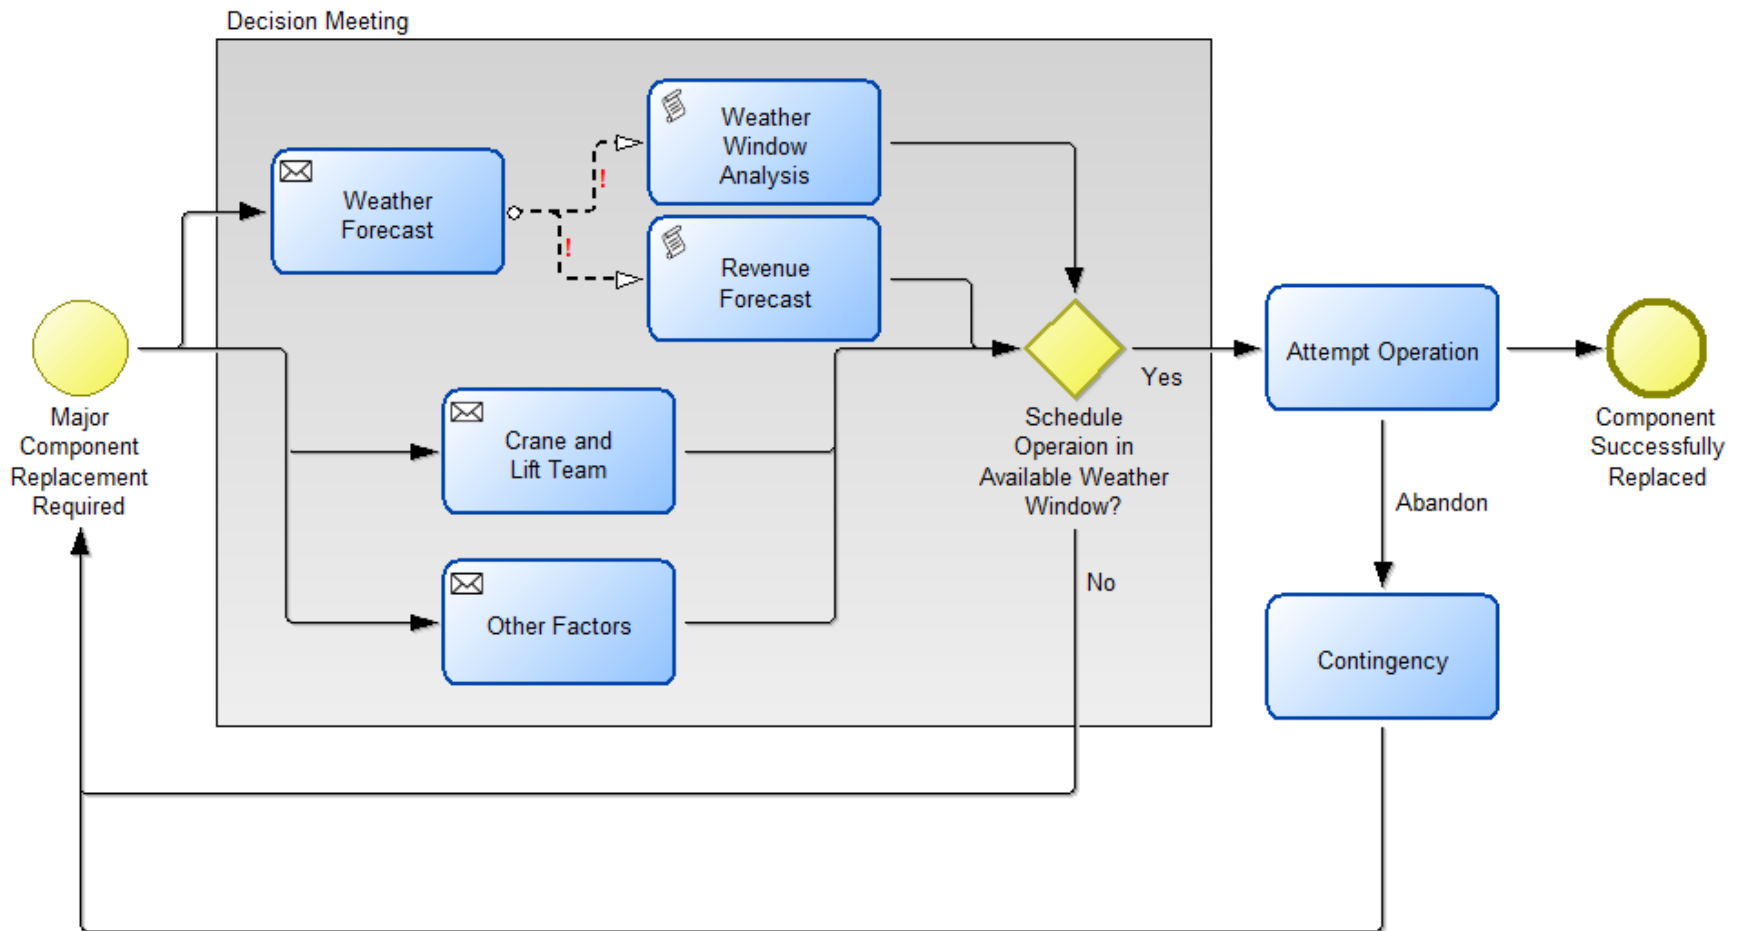 Decision Meeting
Weather
Window
Analysis
Weather
Forecast
!
!
Revenue
Forecast
Major
Component
Replacement
Required
Crane and
Lift Team
Other Factors
Schedule
Operaion in
Available Weather
Window?
Yes
No
Attempt Operation
Component
Successfully
Replaced
Abandon
Contingency